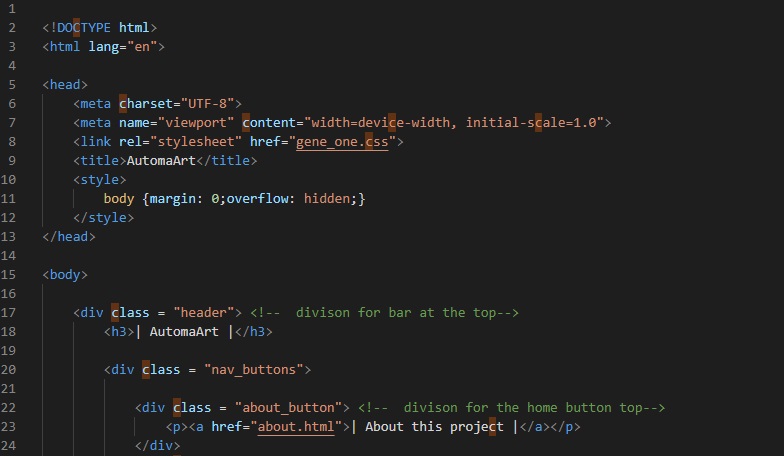 1
2 <!DOCTYPE html>
3 <html lang="en">
4
5 <head>
6     <meta charset="UTF-8">
7     <meta name="viewport" content="width=device-width, initial-scale=1.0">
8     <link rel="stylesheet" href="gene_one.css">
9     <title>AutomaArt</title>
10     <style>
11         body {margin: 0;overflow: hidden;}
12     </style>
13 </head>
14
15 <body>
16
17     <div class = "header"> <!--  divison for bar at the top-->
18         <h3>| AutomaArt |</h3>
19
20         <div class = "nav_buttons">
21
22             <div class = "about_button"> <!--  divison for the home button top-->
23                 <p><a href="about.html">| About this project |</a></p>
24             </div>